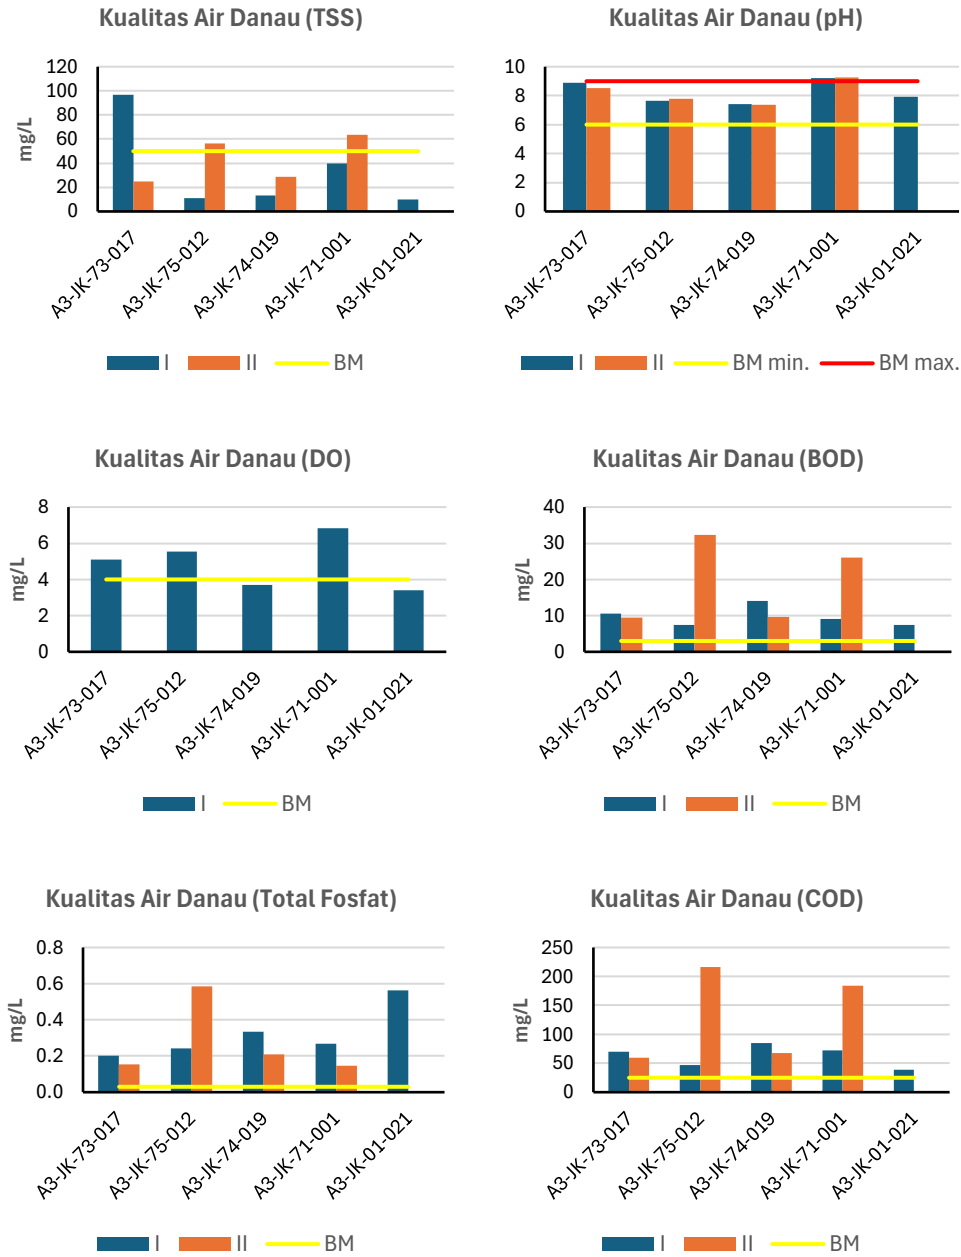 Kualitas Air Danau (TSS)
mg/L
120
100
80
60
40
20
0
A3-JK-73-017
A3-JK-75-012
A3-JK-74-019
A3-JK-71-001
A3-JK-01-021
I II BM
Kualitas Air Danau (pH)
10
8
6
4
2
0
A3-JK-73-017
A3-JK-75-012
A3-JK-74-019
A3-JK-71-001
A3-JK-01-021
I II BM min. BM max.
Kualitas Air Danau (DO)
mg/L
8
6
4
2
0
A3-JK-73-017
A3-JK-75-012
A3-JK-74-019
A3-JK-71-001
A3-JK-01-021
I BM
Kualitas Air Danau (BOD)
mg/L
40
30
20
10
0
A3-JK-73-017
A3-JK-75-012
A3-JK-74-019
A3-JK-71-001
A3-JK-01-021
I II BM
Kualitas Air Danau (Total Fosfat)
mg/L
0.8
0.6
0.4
0.2
0.0
A3-JK-73-017
A3-JK-75-012
A3-JK-74-019
A3-JK-71-001
A3-JK-01-021
I II BM
Kualitas Air Danau (COD)
mg/L
250
200
150
100
50
0
A3-JK-73-017
A3-JK-75-012
A3-JK-74-019
A3-JK-71-001
A3-JK-01-021
I II BM